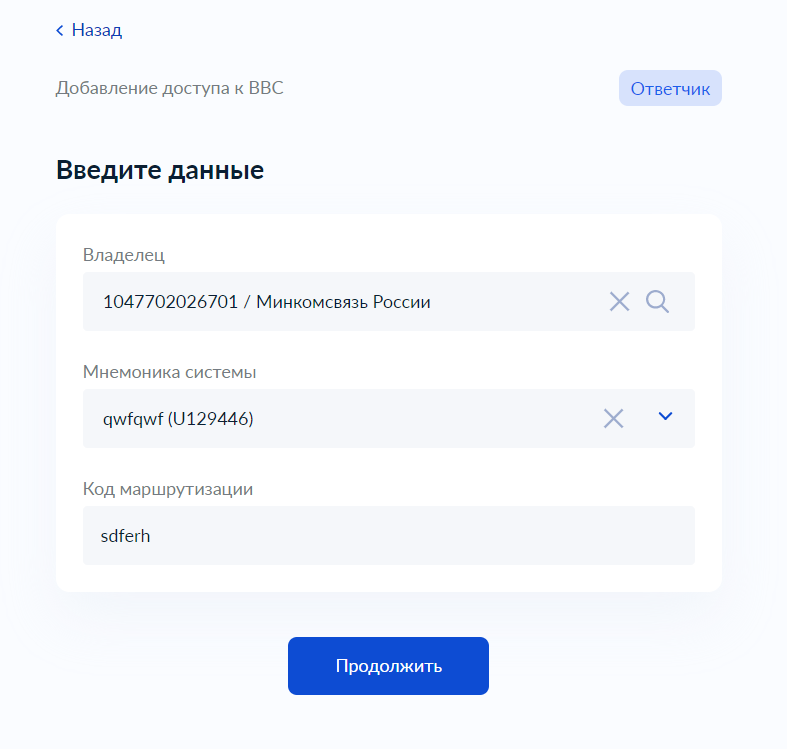 Назад
Добавление доступа к ВВС
Ответчик
Введите данные
Владелец
1047702026701 / Минкомсвязь России
Мнемоника системы
qwfqwf (U129446)
Код маршрутизации
sdferh
Продолжить